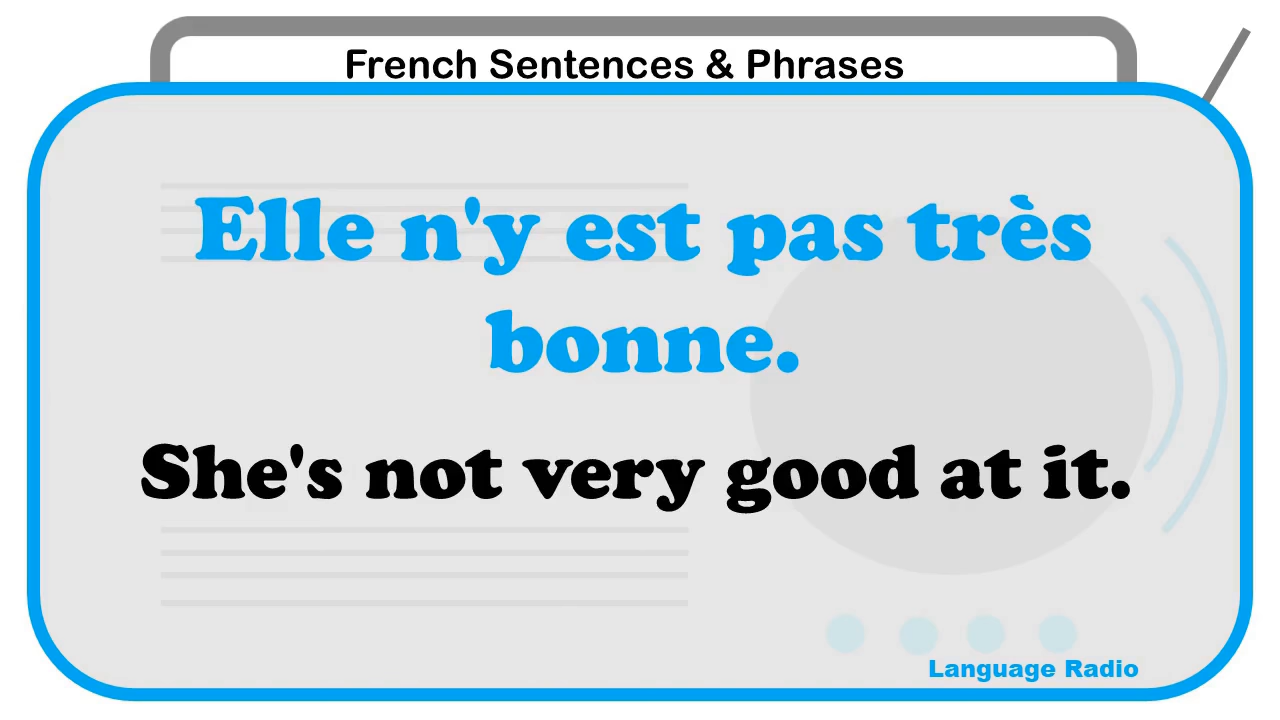 French Sentences & Phrases
Elle n'y est pas très
bonne.
She's not very good at it.
Language Radio